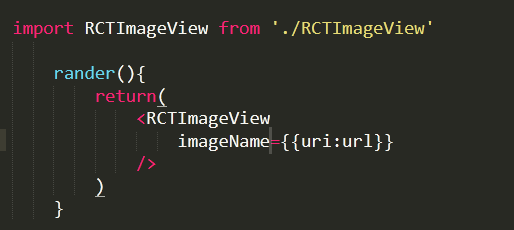 import RCTImageView from './RCTImageView'
rander(){
return(
<RCTImageView
imageName={{uri:url}}
/>
)
}